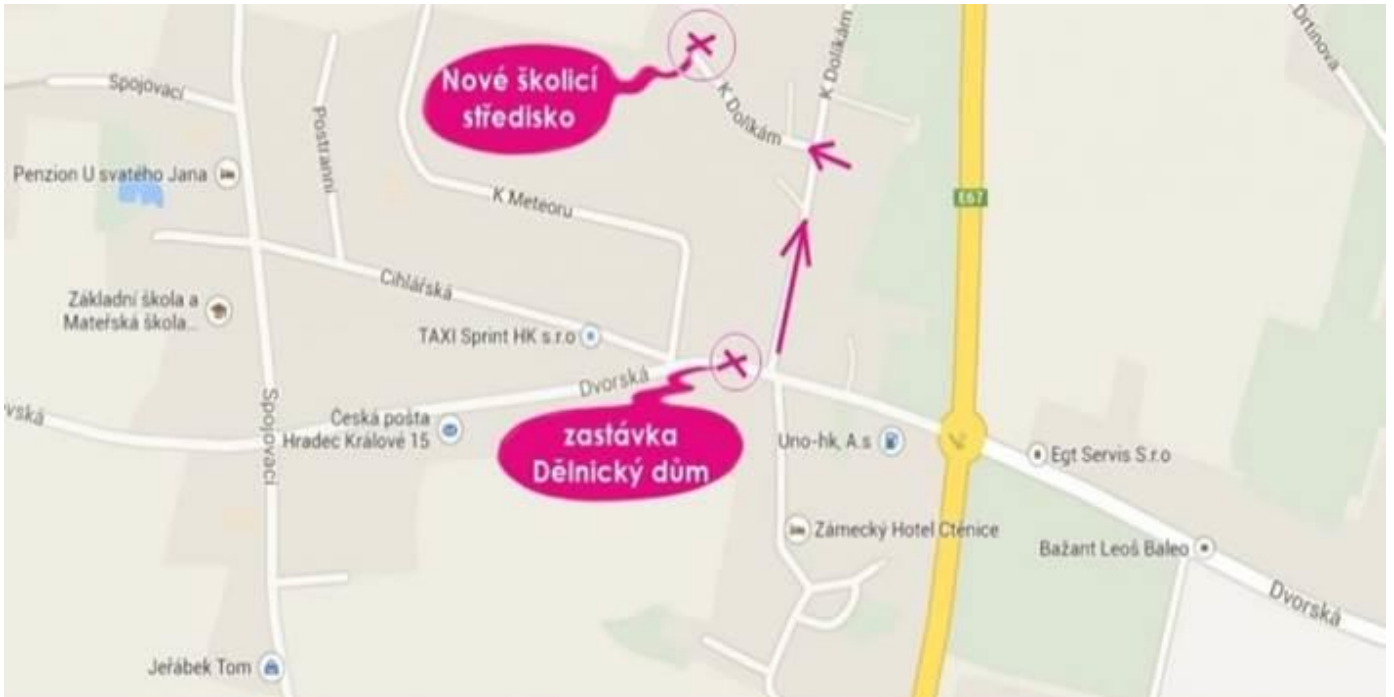 Nové školicí
středisko
K Dolíkám
K Dolíkám
Drtinova
Spojovací
Postranní
Penzion U svatého Jana
K Meteoru
E67
Cihlářská
Základní škola a
Mateřská škola...
TAXI Sprint HK s.r.o
Dvorská
vská
Česká pošta
Hradec Králové 15
Spojovací
zastávka
Dělnický dům
Uno-hk, A.s
Egt Servis S.r.o
Zámecký Hotel Ctěnice
Bažant Leoš Baleo
Dvorská
Jeřábek Tom